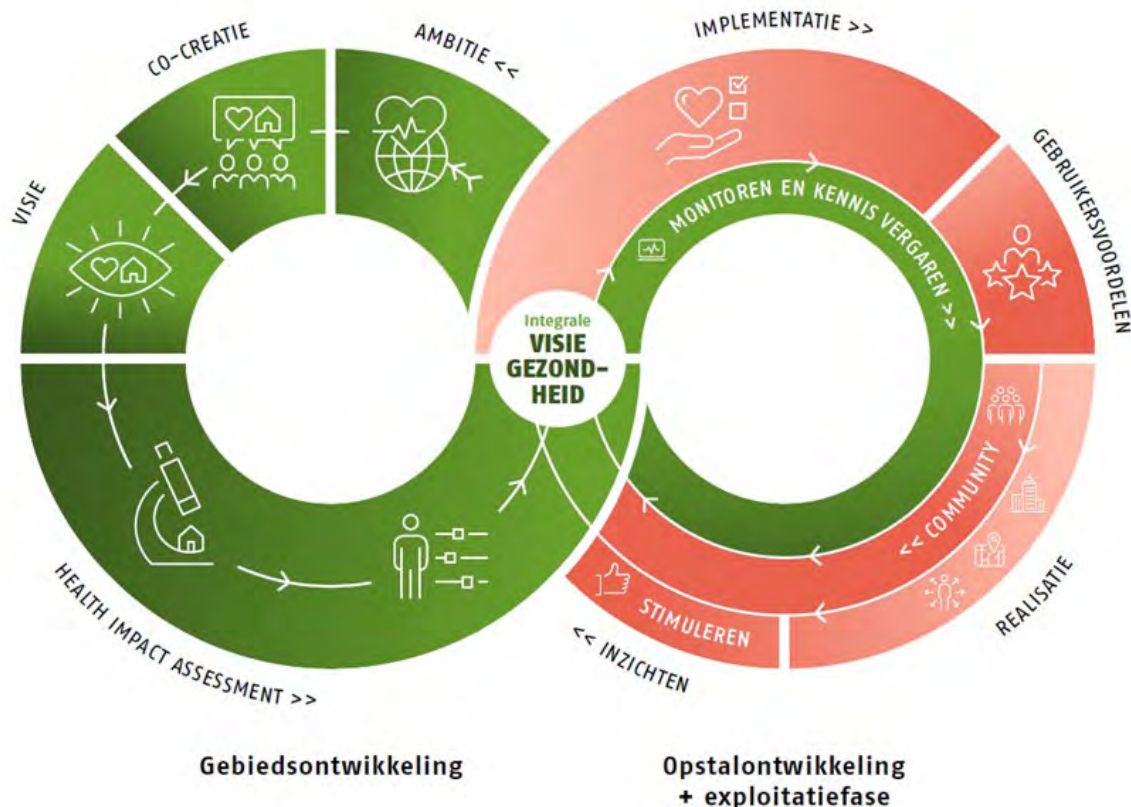 CO-CREATIE
AMBITIE <<
IMPLEMENTATIE >>
VISIE
GEBRUIKERSVOORDELEN
MONITOREN EN KENNIS VERGAREN >>
Integrale
VISIE
GEZOND-
HEID
<< COMMUNITY
STIMULEREN
REALISATIE
<< INZICHTEN
HEALTH IMPACT ASSESSMENT >>
Gebiedsontwikkeling
Opstalontwikkeling
+ exploitatiefase